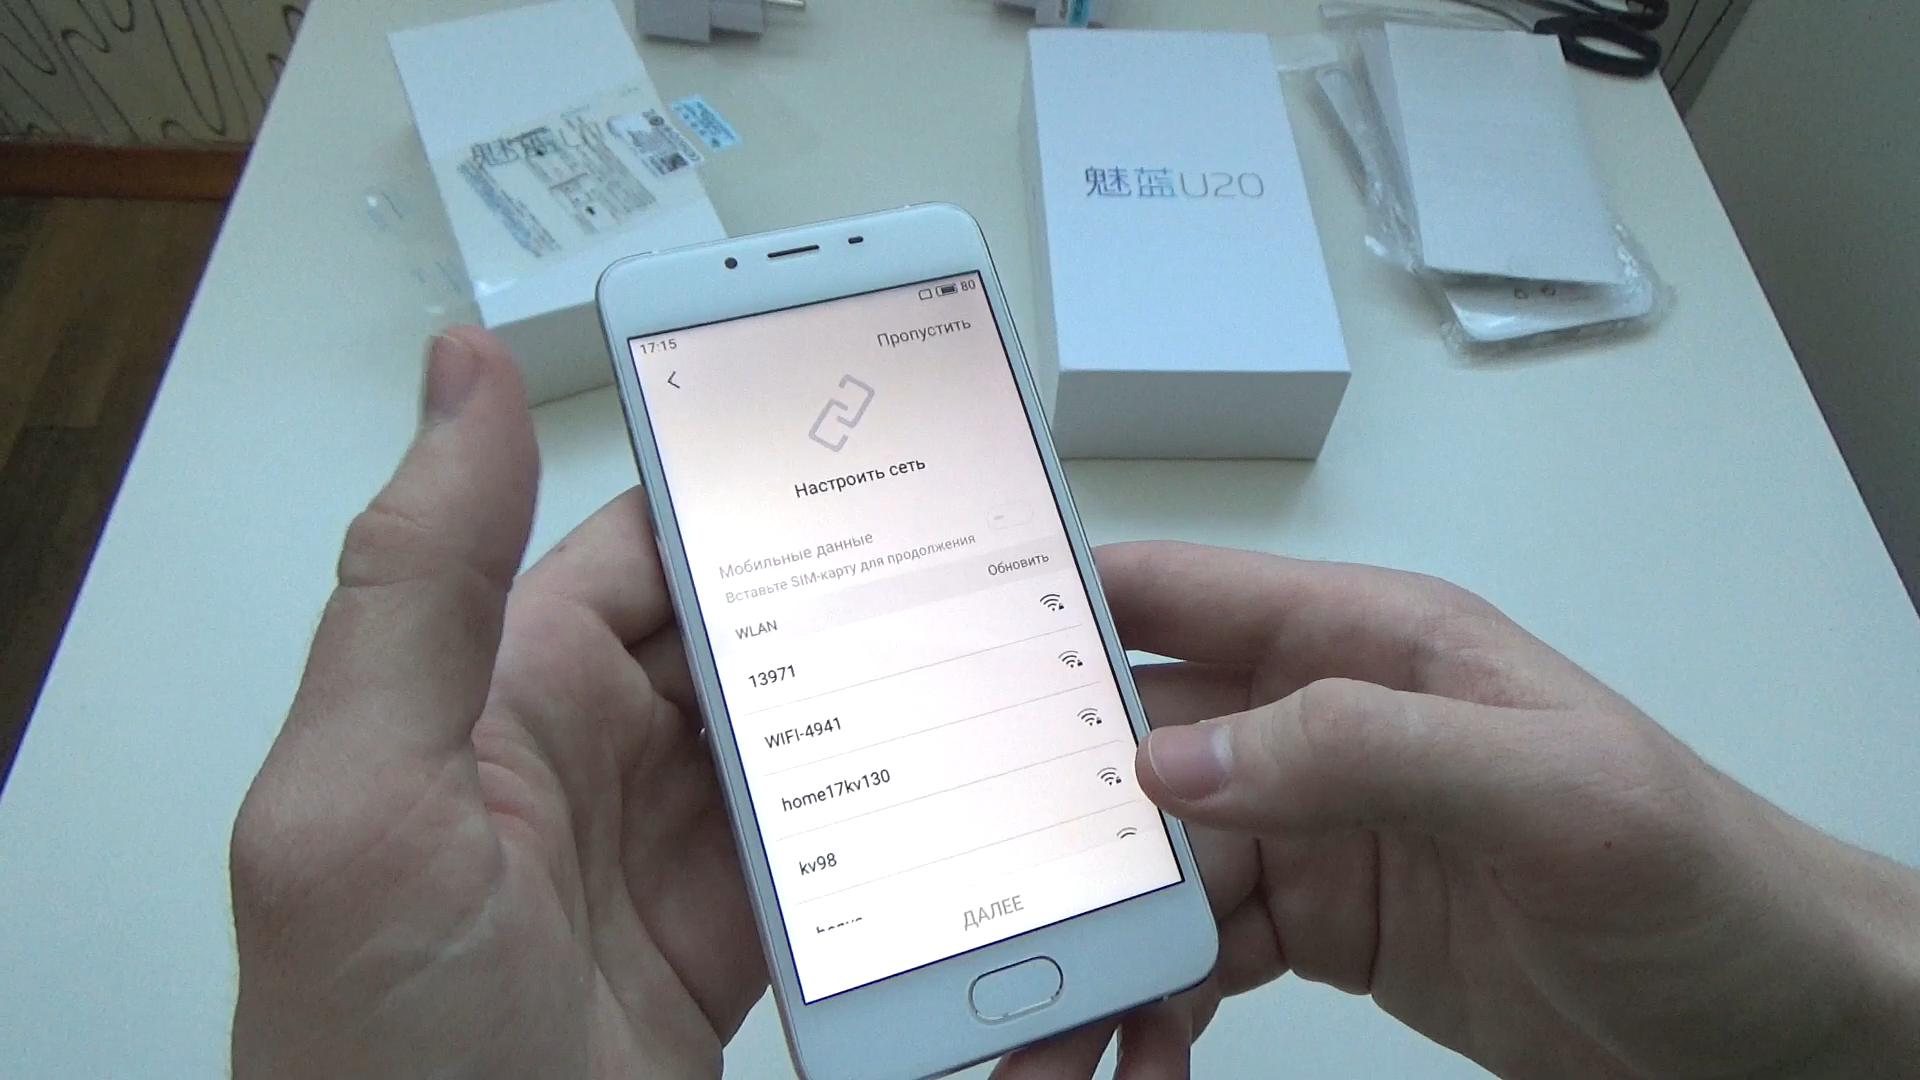 魅蓝U20
80
17:15
Пропустить
Настроить сеть
Мобильные данные
Вставьте SIM-карту для продолжения
WLAN
Обновить
13971
WIFI-4941
home17kv130
kv98
ДАЛЕЕ